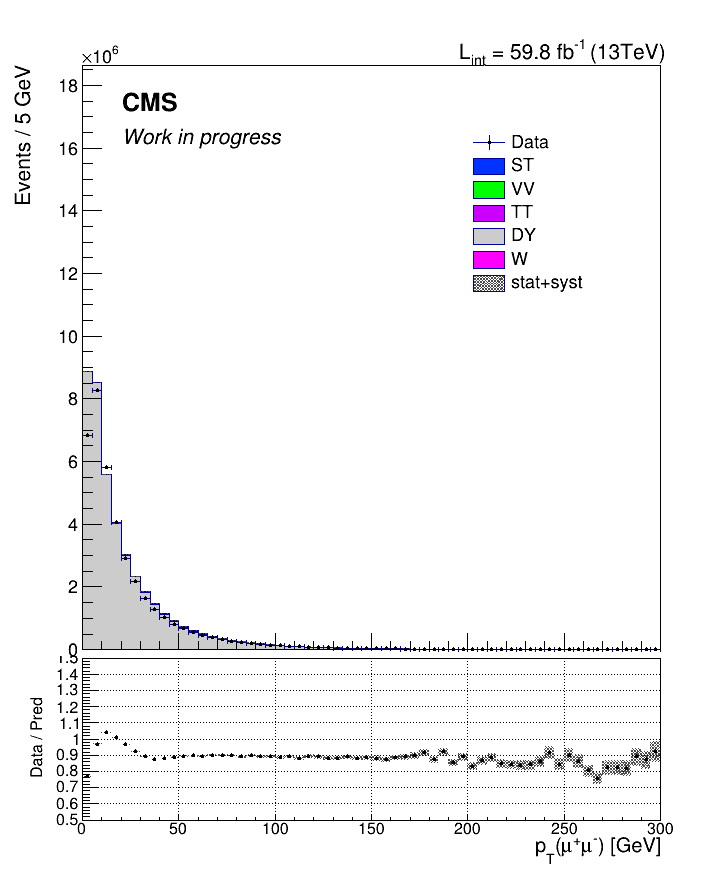 ×10⁶
L_int = 59.8 fb⁻¹ (13TeV)
Events / 5 GeV
CMS
Work in progress
Data
ST
VV
TT
DY
W
stat+syst
18
16
14
12
10
8
6
4
2
0
Data / Pred
1.5
1.4
1.3
1.2
1.1
1
0.9
0.8
0.7
0.6
0.5
0 50 100 150 200 250 300
p_T(μ⁺μ⁻) [GeV]